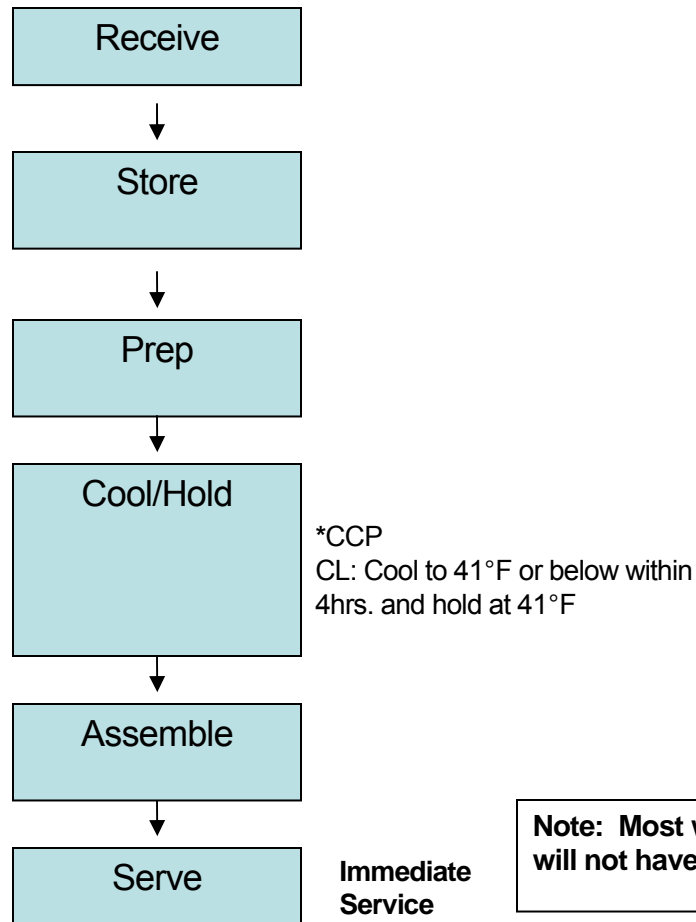 Receive
Store
Prep
Cool/Hold
*CCP
CL: Cool to 41°F or below within
4hrs. and hold at 41°F
Assemble
Serve
Immediate
Service
Note: Most
will not have